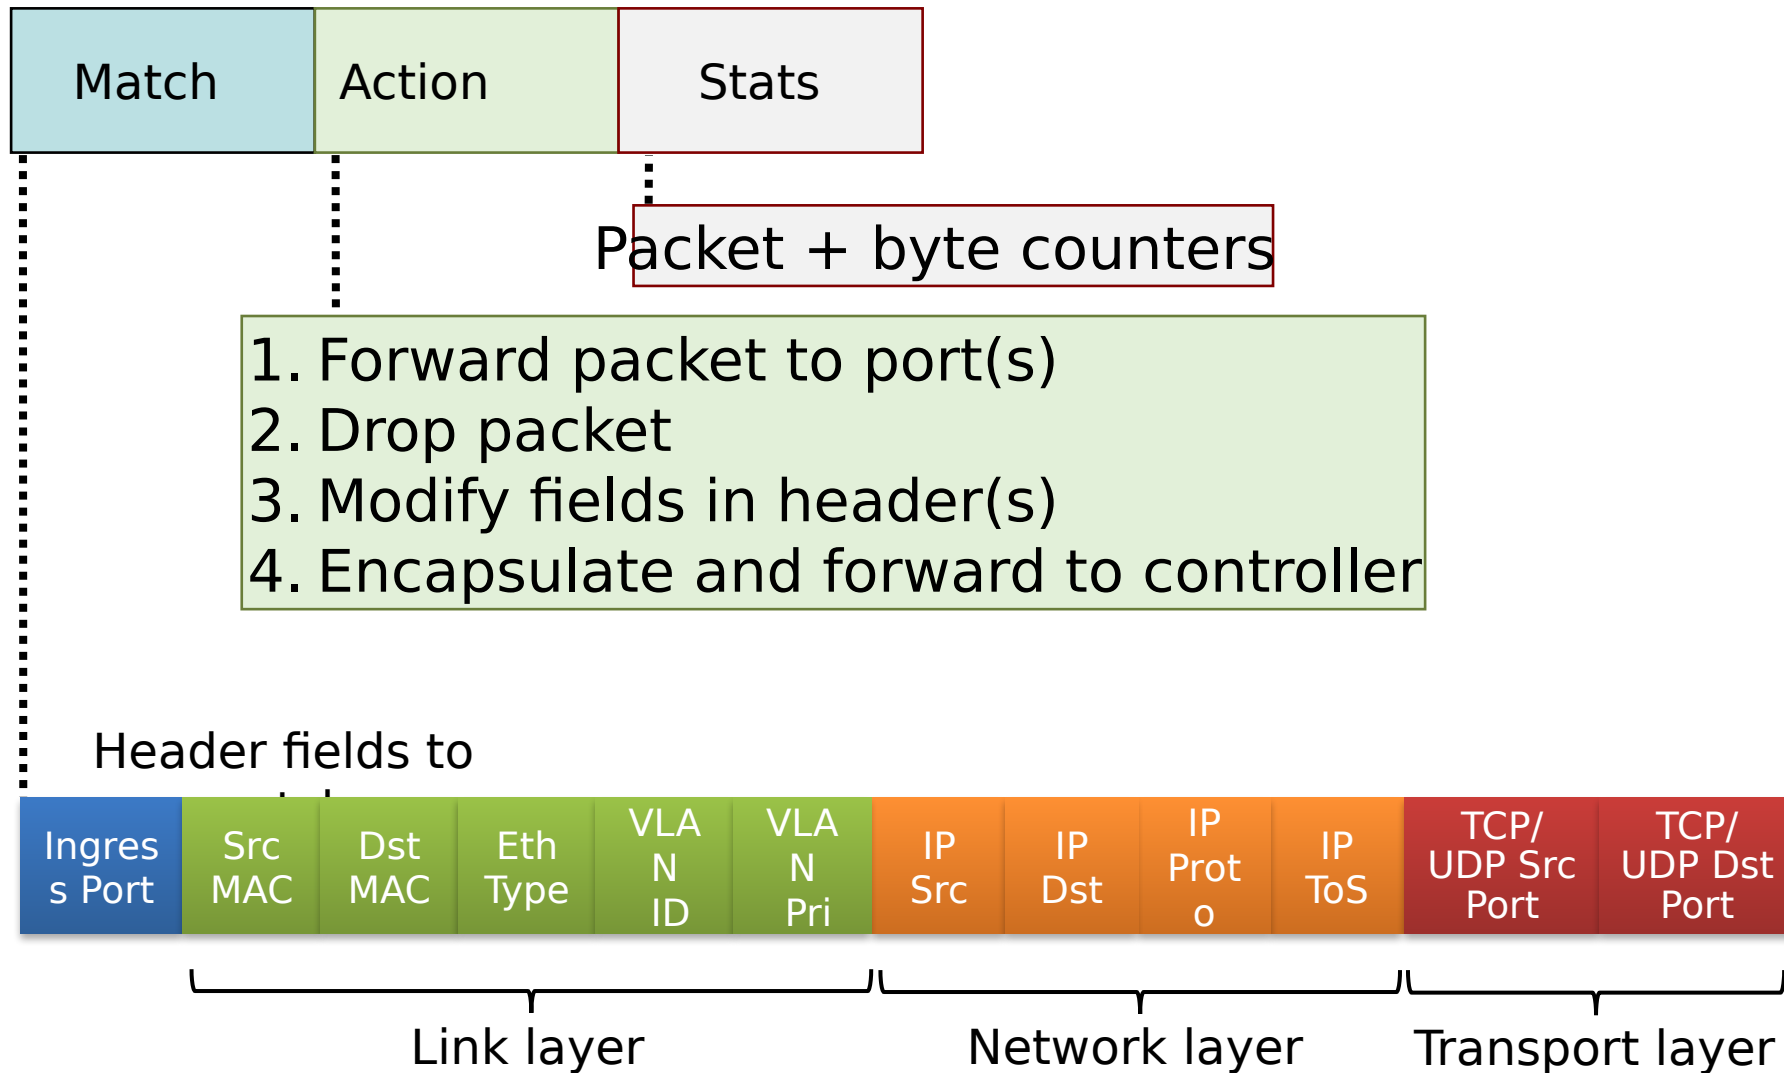 Match Action Stats
Packet + byte counters
1. Forward packet to port(s)
2. Drop packet
3. Modify fields in header(s)
4. Encapsulate and forward to controller
Header fields to
Ingres
s Port
Src
MAC
Dst
MAC
Eth
Type
VLA
N
ID
VLA
N
Pri
IP
Src
IP
Dst
IP
Prot
o
IP
ToS
TCP/
UDP Src
Port
TCP/
UDP Dst
Port
Link layer Network layer Transport layer